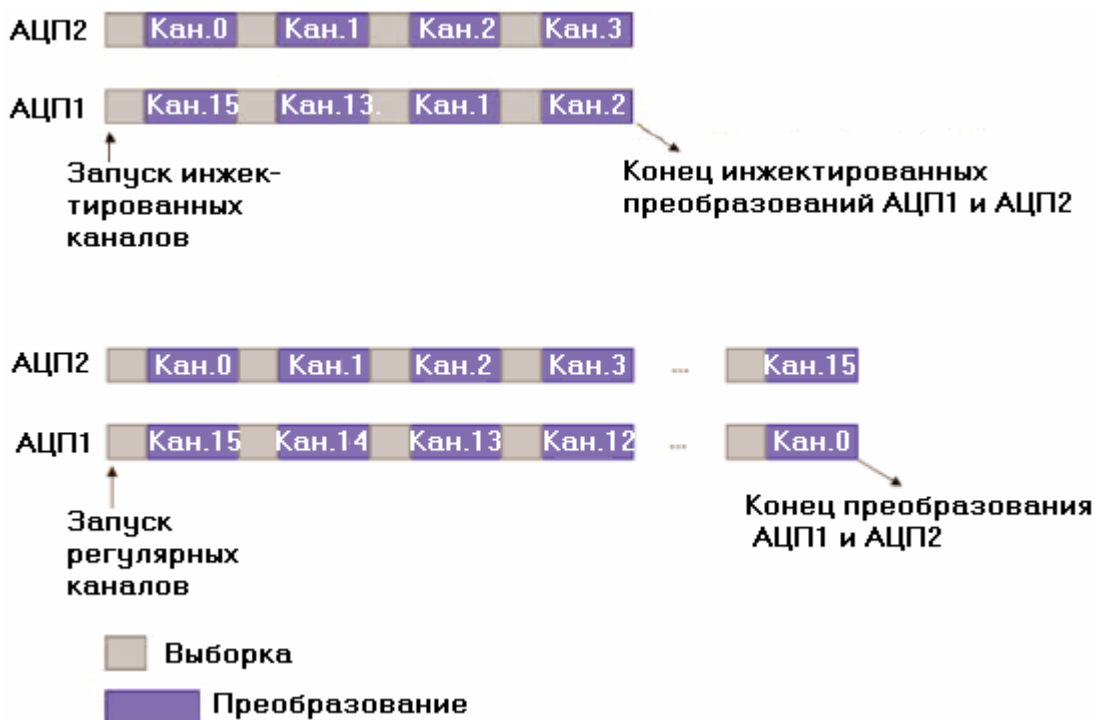 АЦП2 Кан.0 Кан.1 Кан.2 Кан.3
АЦП1 Кан.15 Кан.13. Кан.1 Кан.2
Запуск инжек-
тированных
каналов
Конец инжектированных
преобразований АЦП1 и АЦП2
АЦП2 Кан.0 Кан.1 Кан.2 Кан.3 ... Кан.15
АЦП1 Кан.15 Кан.14 Кан.13 Кан.12 ... Кан.0
Запуск
регулярных
каналов
Конец преобразования
АЦП1 и АЦП2
Выборка
Преобразование